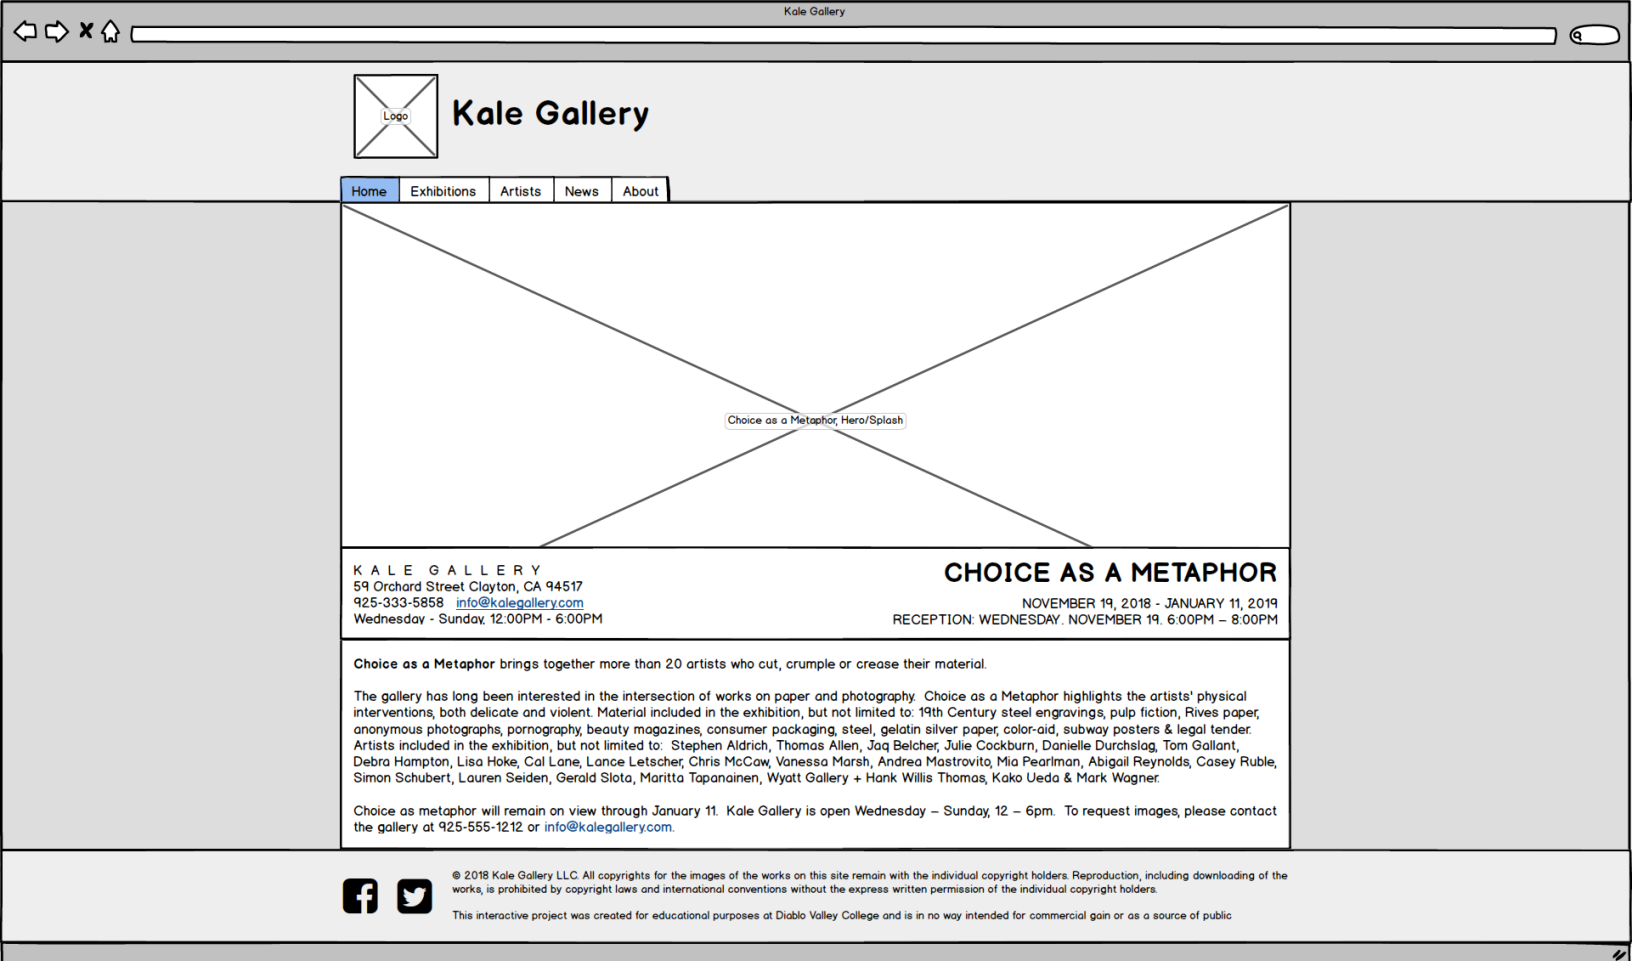 Kale Gallery
Logo
Kale Gallery
Home Exhibitions Artists News About
Choice as a Metaphor, Hero/Splash
KALE GALLERY
59 Orchard Street Clayton, CA 94517
925-333-5858 info@kalegallery.com
Wednesday - Sunday, 12:00PM - 6:00PM
CHOICE AS A METAPHOR
NOVEMBER 19, 2018 - JANUARY 11, 2019
RECEPTION: WEDNESDAY. NOVEMBER 19. 6:00PM – 8:00PM
Choice as a Metaphor brings together more than 20 artists who cut, crumple or crease their material.
The gallery has long been interested in the intersection of works on paper and photography. Choice as a Metaphor highlights the artists' physical
interventions, both delicate and violent. Material included in the exhibition, but not limited to: 19th Century steel engravings, pulp fiction, Rives paper,
anonymous photographs, pornography, beauty magazines, consumer packaging, steel, gelatin silver paper, color-aid, subway posters & legal tender.
Artists included in the exhibition, but not limited to: Stephen Aldrich, Thomas Allen, Jaq Belcher, Julie Cockburn, Danielle Durchslag, Tom Gallant,
Debra Hampton, Lisa Hoke, Cal Lane, Lance Letscher, Chris McCaw, Vanessa Marsh, Andrea Mastrovito, Mia Pearlman, Abigail Reynolds, Casey Ruble,
Simon Schubert, Lauren Seiden, Gerald Slota, Maritta Tapanainen, Wyatt Gallery + Hank Willis Thomas, Kako Ueda & Mark Wagner.
Choice as metaphor will remain on view through January 11. Kale Gallery is open Wednesday – Sunday, 12 – 6pm. To request images, please contact
the gallery at 925-555-1212 or info@kalegallery.com.
© 2018 Kale Gallery LLC. All copyrights for the images of the works on this site remain with the individual copyright holders. Reproduction, including downloading of the
works, is prohibited by copyright laws and international conventions without the express written permission of the individual copyright holders.
This interactive project was created for educational purposes at Diablo Valley College and is in no way intended for commercial gain or as a source of public